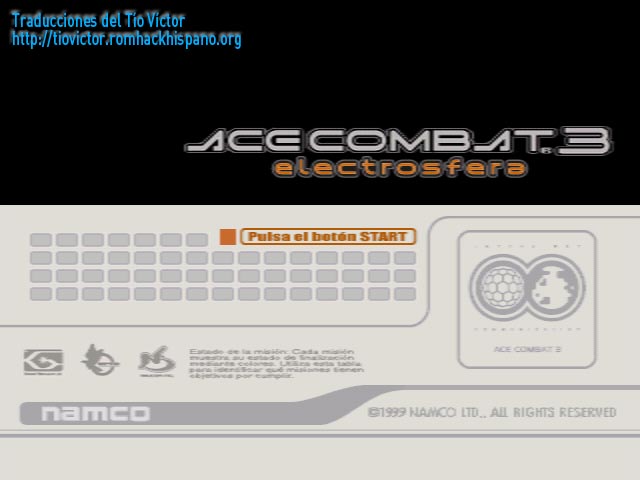 Traducciones del Tio Victor
http://tiovictor.romhackhispano.org
ACE COMBAT® 3
electrosfera
Pulsa el botón START
Estado de la misión: Cada misión
muestra su estado de finalización
mediante colores. Utiliza esta tabla
para identificar qué misiones tienen
objetivos por cumplir.
ACE COMBAT 3
namco
©1999 NAMCO LTD., ALL RIGHTS RESERVED